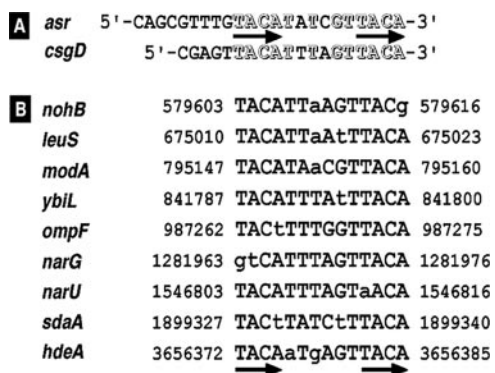 A asr 5'-CAGCGTTTGTACATATCGTTACA-3'
csgD 5'-CGAGTTACATTTAGTTACA-3'
B nohB 579603 TACATTaAGTTACg 579616
leuS 675010 TACATTaAtTTACA 675023
modA 795147 TACATAaCGTTACA 795160
ybiL 841787 TACATTTAtTTACA 841800
ompF 987262 TACtTTTGGTTACA 987275
narG 1281963 gtCATTTAGTTACA 1281976
narU 1546803 TACATTTAGTaACA 1546816
sdaA 1899327 TACtTATCtTTACA 1899340
hdeA 3656372 TACAaTgAGTTACA 3656385